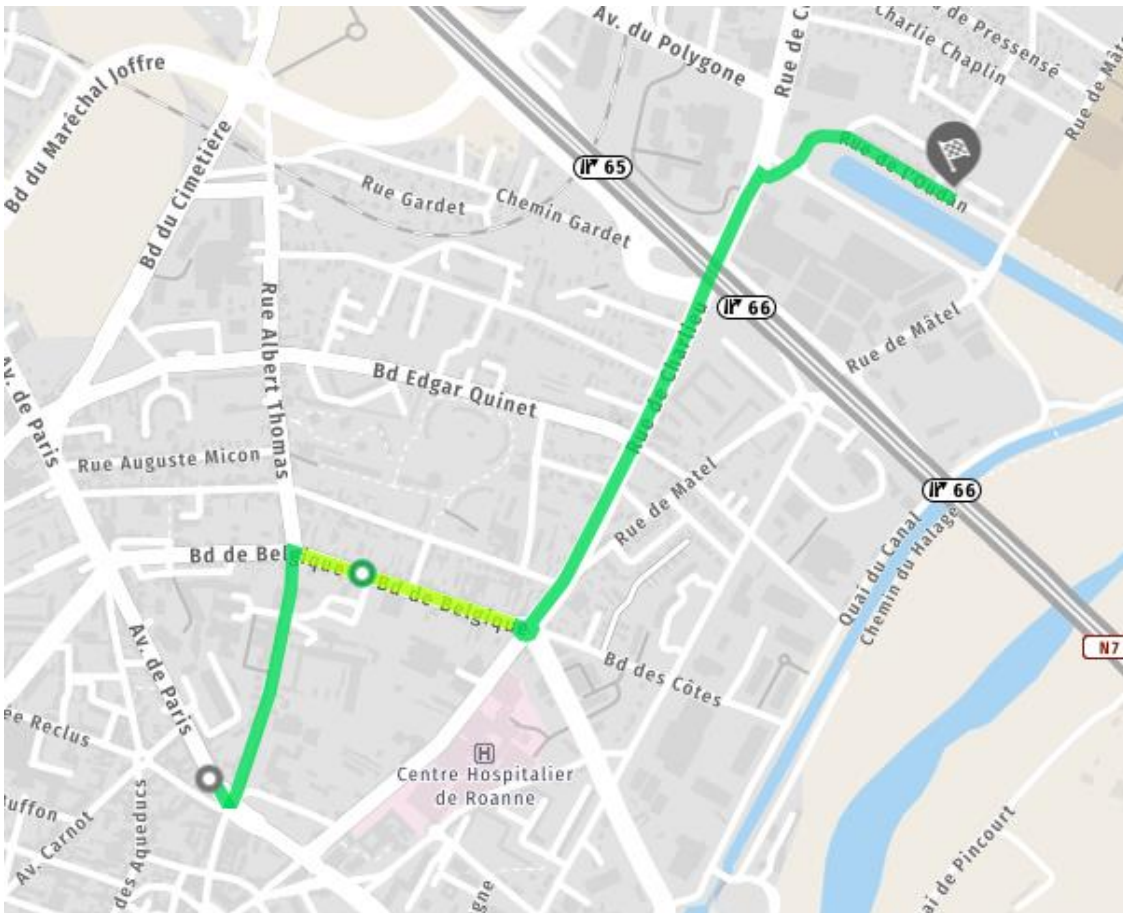 Av. du Polygone
Rue de C
de Pressensé
Charlie Chaplin
Rue de Mât
Bd du Maréchal Joffre
Bd du Cimetière
65
Rue de l'Oudan
Rue Gardet
Chemin Gardet
66
Rue Albert Thomas
Rue de Charlieu
Rue de Mâtel
Av. de Paris
Bd Edgar Quinet
Rue Auguste Micon
66
Rue de Matel
Quai du Canal
Chemin du Halage
Bd de Belgique
Bd de Belgique
N7
Av. de Paris
Bd des Côtes
ée Reclus
H
Centre Hospitalier
de Roanne
uffon
Av. Carnot
des Aqueducs
gne
ai de Pincourt